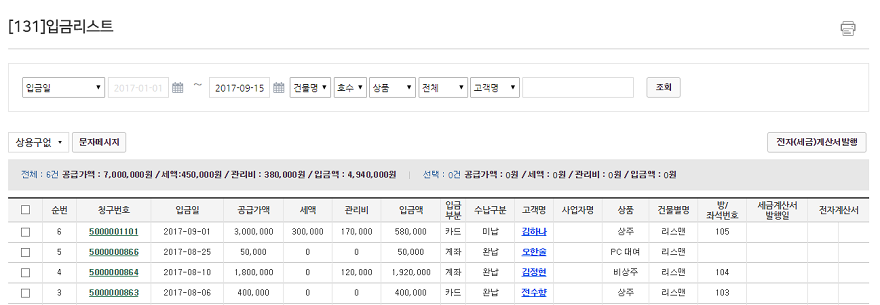 [131]입금리스트
입금일 2017-01-01 ~ 2017-09-15 건물명 호수 상품 전체 고객명 조회
상용구없 문자메시지 전자(세금)계산서발행
전체 : 6건 공급가액 : 7,000,000원 / 세액:450,000원 / 관리비 : 380,000원 / 입금액 : 4,940,000원 | 선택 : 0건 공급가액 : 0원 / 세액 : 0원 / 관리비 : 0원 / 입금액 : 0원
순번 청구번호 입금일 공급가액 세액 관리비 입금액 입금부분 수납구분 고객명 사업자명 상품 건물별명 방/좌석번호 세금계산서발행일 전자계산서
6 5000001101 2017-09-01 3,000,000 300,000 170,000 580,000 카드 미납 김하나 상주 리스맨 105
5 5000000866 2017-08-25 50,000 0 0 50,000 계좌 완납 오한솔 PC 대여 리스맨
4 5000000864 2017-08-10 1,800,000 0 120,000 1,920,000 계좌 완납 김정현 비상주 리스맨 104
3 5000000863 2017-08-06 400,000 0 0 400,000 카드 완납 전수향 상주 리스맨 103